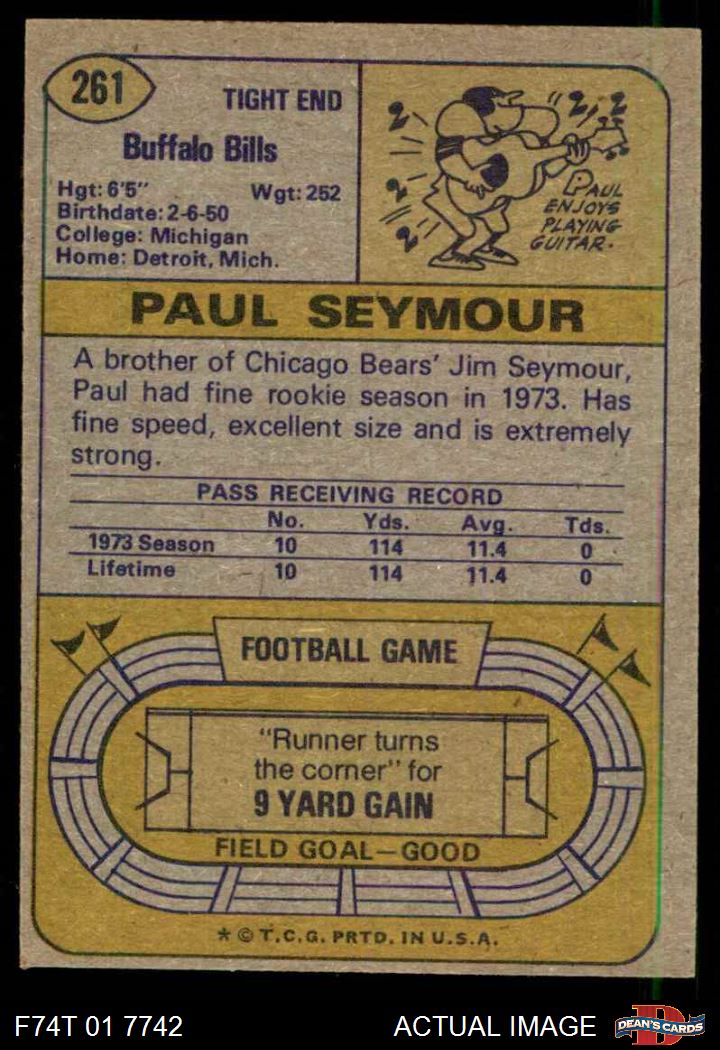 261
TIGHT END
Buffalo Bills
Hgt: 6'5" Wgt: 252
Birthdate: 2-6-50
College: Michigan
Home: Detroit, Mich.
PAUL
ENJOYS
PLAYING
GUITAR.
PAUL SEYMOUR
A brother of Chicago Bears' Jim Seymour,
Paul had fine rookie season in 1973. Has
fine speed, excellent size and is extremely
strong.
PASS RECEIVING RECORD
No. Yds. Avg. Tds.
1973 Season 10 114 11.4 0
Lifetime 10 114 11.4 0
FOOTBALL GAME
"Runner turns
the corner" for
9 YARD GAIN
FIELD GOAL—GOOD
* © T.C.G. PRTD. IN U.S.A.
F74T 01 7742 ACTUAL IMAGE DEAN'S CARDS